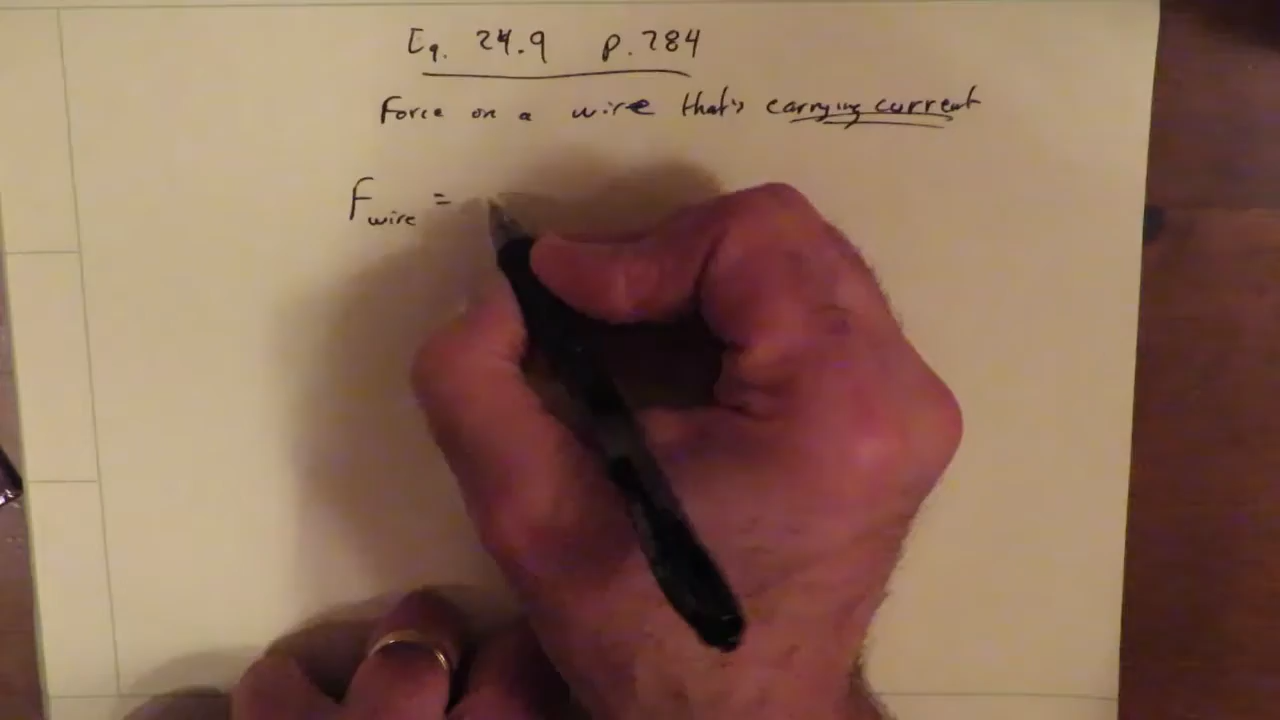 Eq. 24.9 p.784
Force on a wire that's carrying current
Fwire =